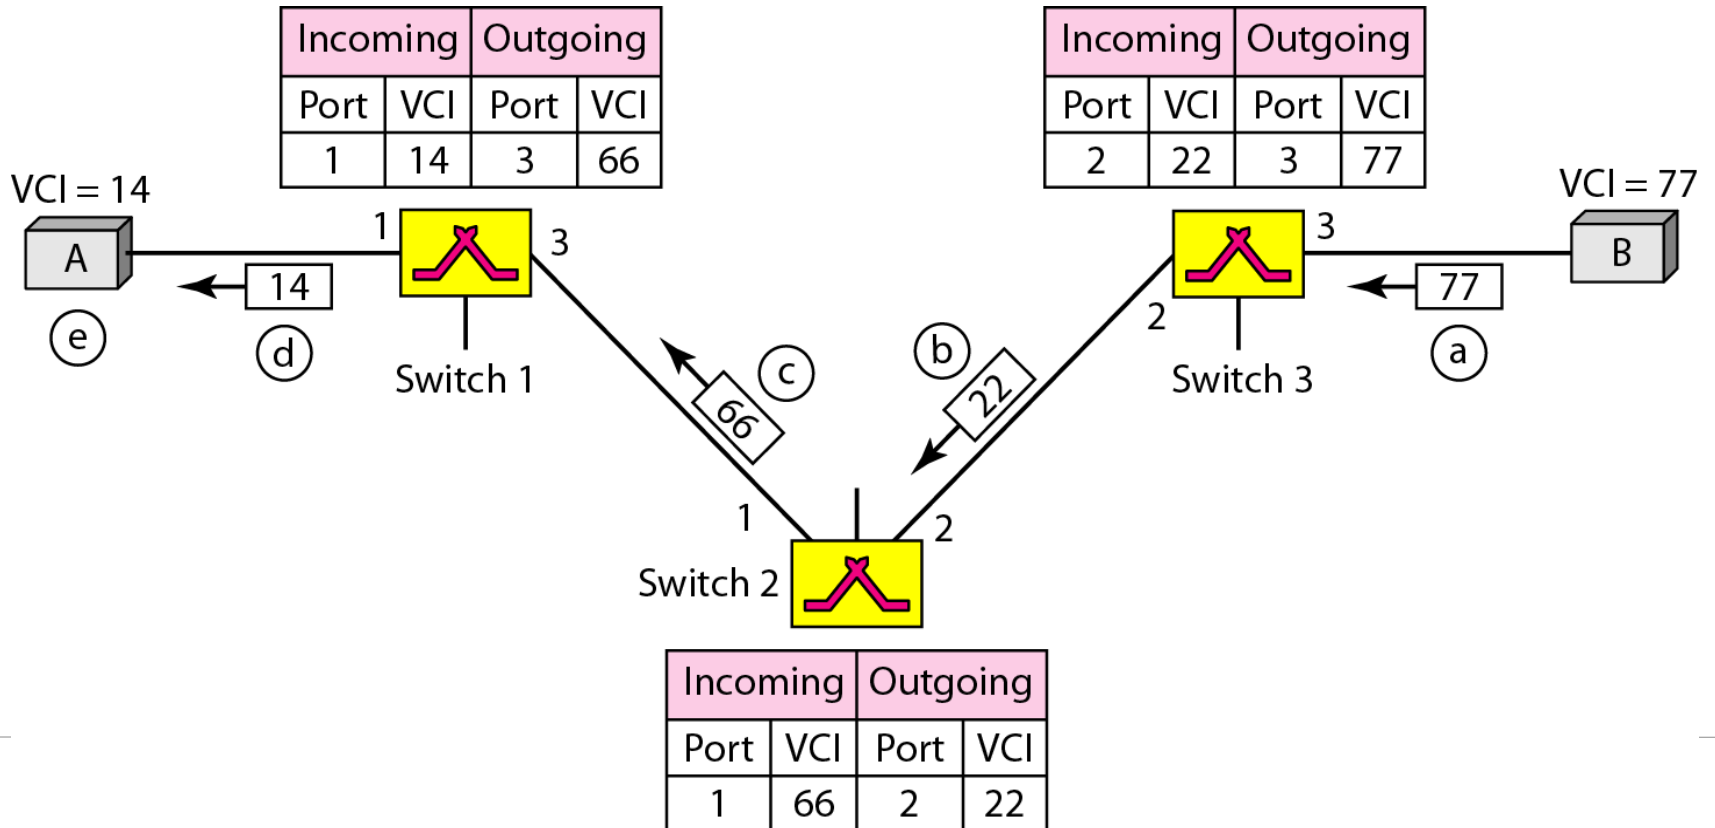 Incoming Outgoing
Port VCI Port VCI
1 14 3 66
Incoming Outgoing
Port VCI Port VCI
2 22 3 77
VCI = 14
VCI = 77
A
1
3
3
B
14
2
77
e
d
Switch 1
c
66
b
22
Switch 3
a
1
2
Switch 2
Incoming Outgoing
Port VCI Port VCI
1 66 2 22